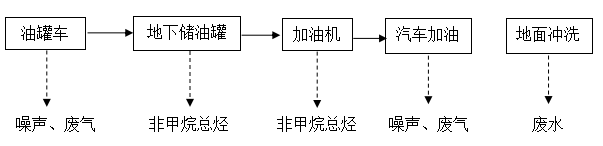 油罐车 地下储油罐 加油机 汽车加油 地面冲洗
噪声、废气 非甲烷总烃 非甲烷总烃 噪声、废气 废水